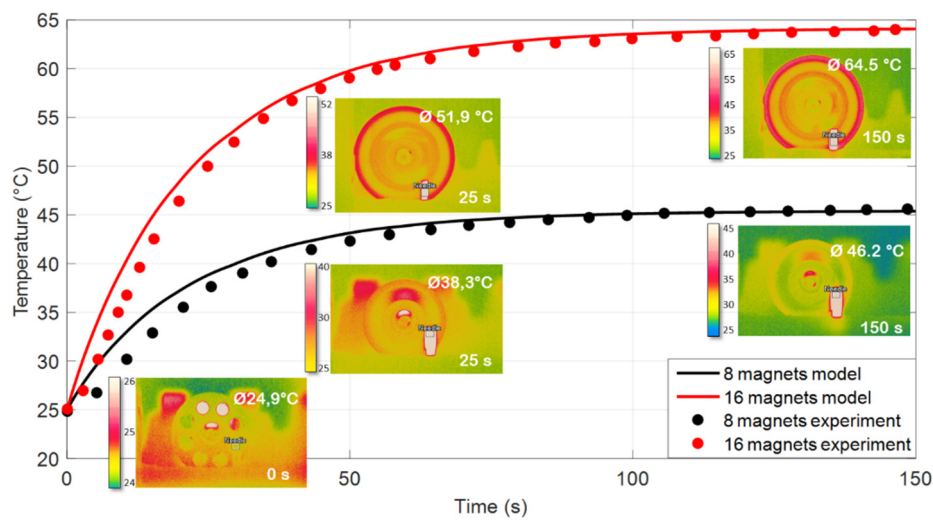 65
60
55
50
45
40
35
30
25
20
0
50
100
150
Temperature (°C)
Time (s)
52
38
25
Ø 51,9 °C
Needle
25 s
65
55
45
35
25
Ø 64.5 °C
Needle
150 s
40
30
25
Ø38,3°C
Needle
25 s
45
40
35
30
25
Ø 46.2 °C
Needle
150 s
26
25
24
Ø24,9°C
Needle
0 s
8 magnets model
16 magnets model
8 magnets experiment
16 magnets experiment